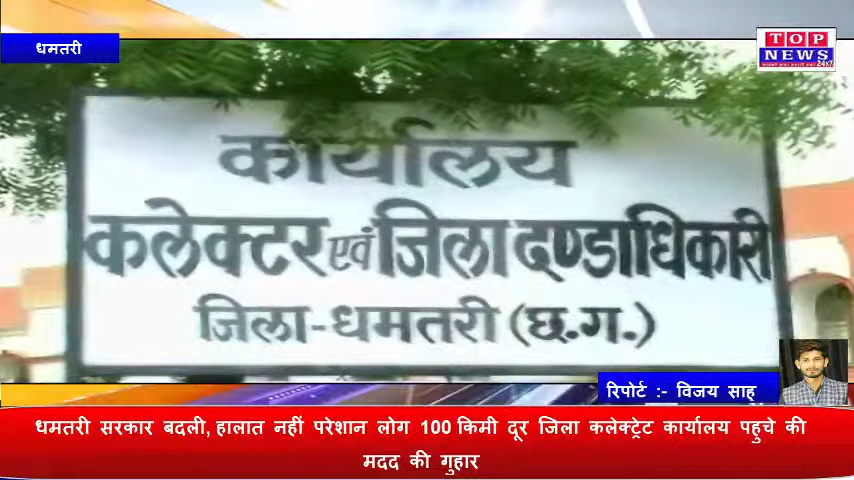 धमतरी
TOP
NEWS
24x7
कार्यालय
कलेक्टर एवं जिला दण्डाधिकारी
जिला-धमतरी (छ.ग.)
रिपोर्ट :- विजय साहू
धमतरी सरकार बदली, हालात नहीं परेशान लोग 100 किमी दूर जिला कलेक्ट्रेट कार्यालय पहुचे की
मदद की गुहार